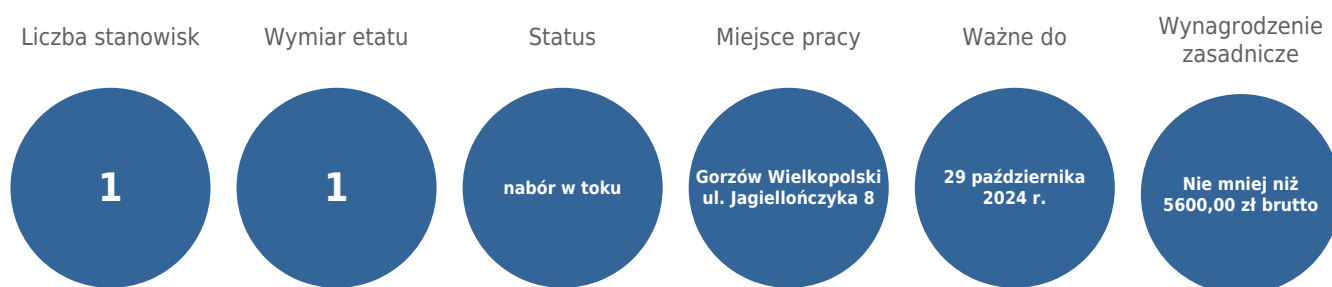 Liczba stanowisk
1
Wymiar etatu
1
Status
nabór w toku
Miejsce pracy
Gorzów Wielkopolski
ul. Jagiellończyka 8
Ważne do
29 października
2024 r.
Wynagrodzenie
zasadnicze
Nie mniej niż
5600,00 zł brutto